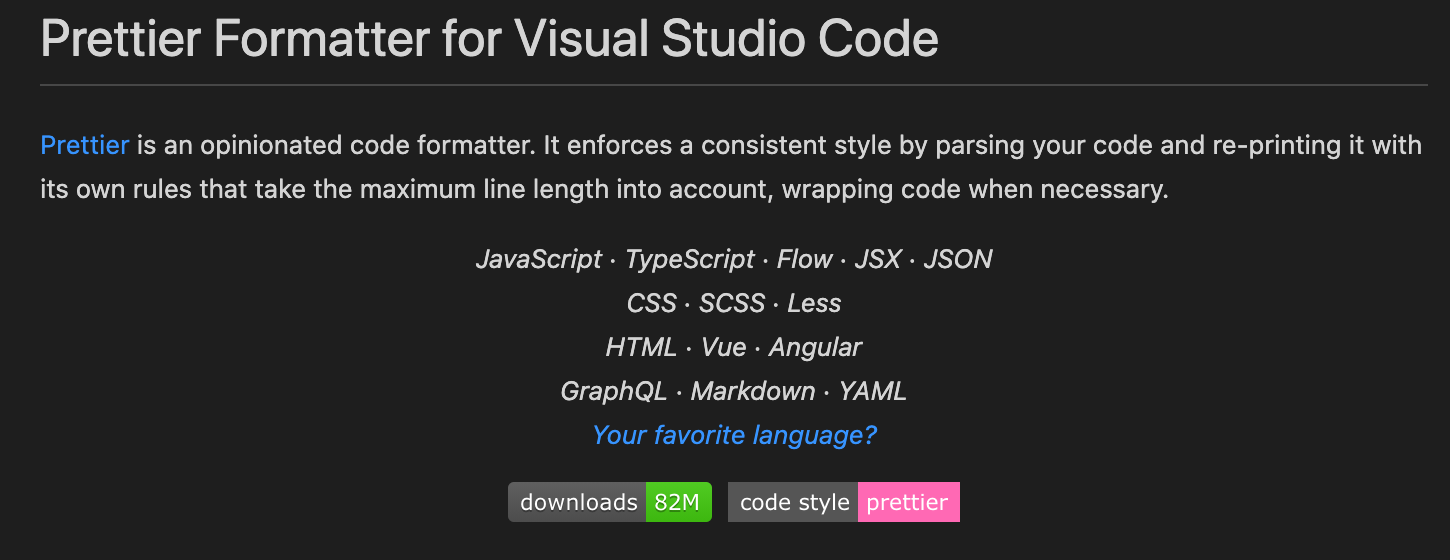 Prettier Formatter for Visual Studio Code
Prettier is an opinionated code formatter. It enforces a consistent style by parsing your code and re-printing it with
its own rules that take the maximum line length into account, wrapping code when necessary.
JavaScript · TypeScript · Flow · JSX · JSON
CSS · SCSS · Less
HTML · Vue · Angular
GraphQL · Markdown · YAML
Your favorite language?
downloads 82M code style prettier